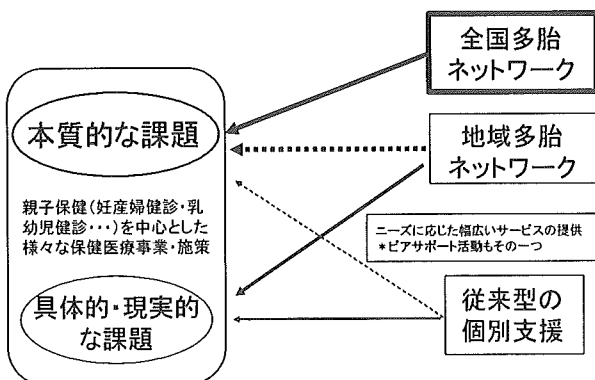 全国多胎
ネットワーク
本質的な課題
地域多胎
ネットワーク
親子保健(妊産婦健診・乳
幼児健診・・・)を中心とした
様々な保健医療事業・施策
ニーズに応じた幅広いサービスの提供
*ピアサポート活動もその一つ
具体的・現実的
な課題
従来型の
個別支援